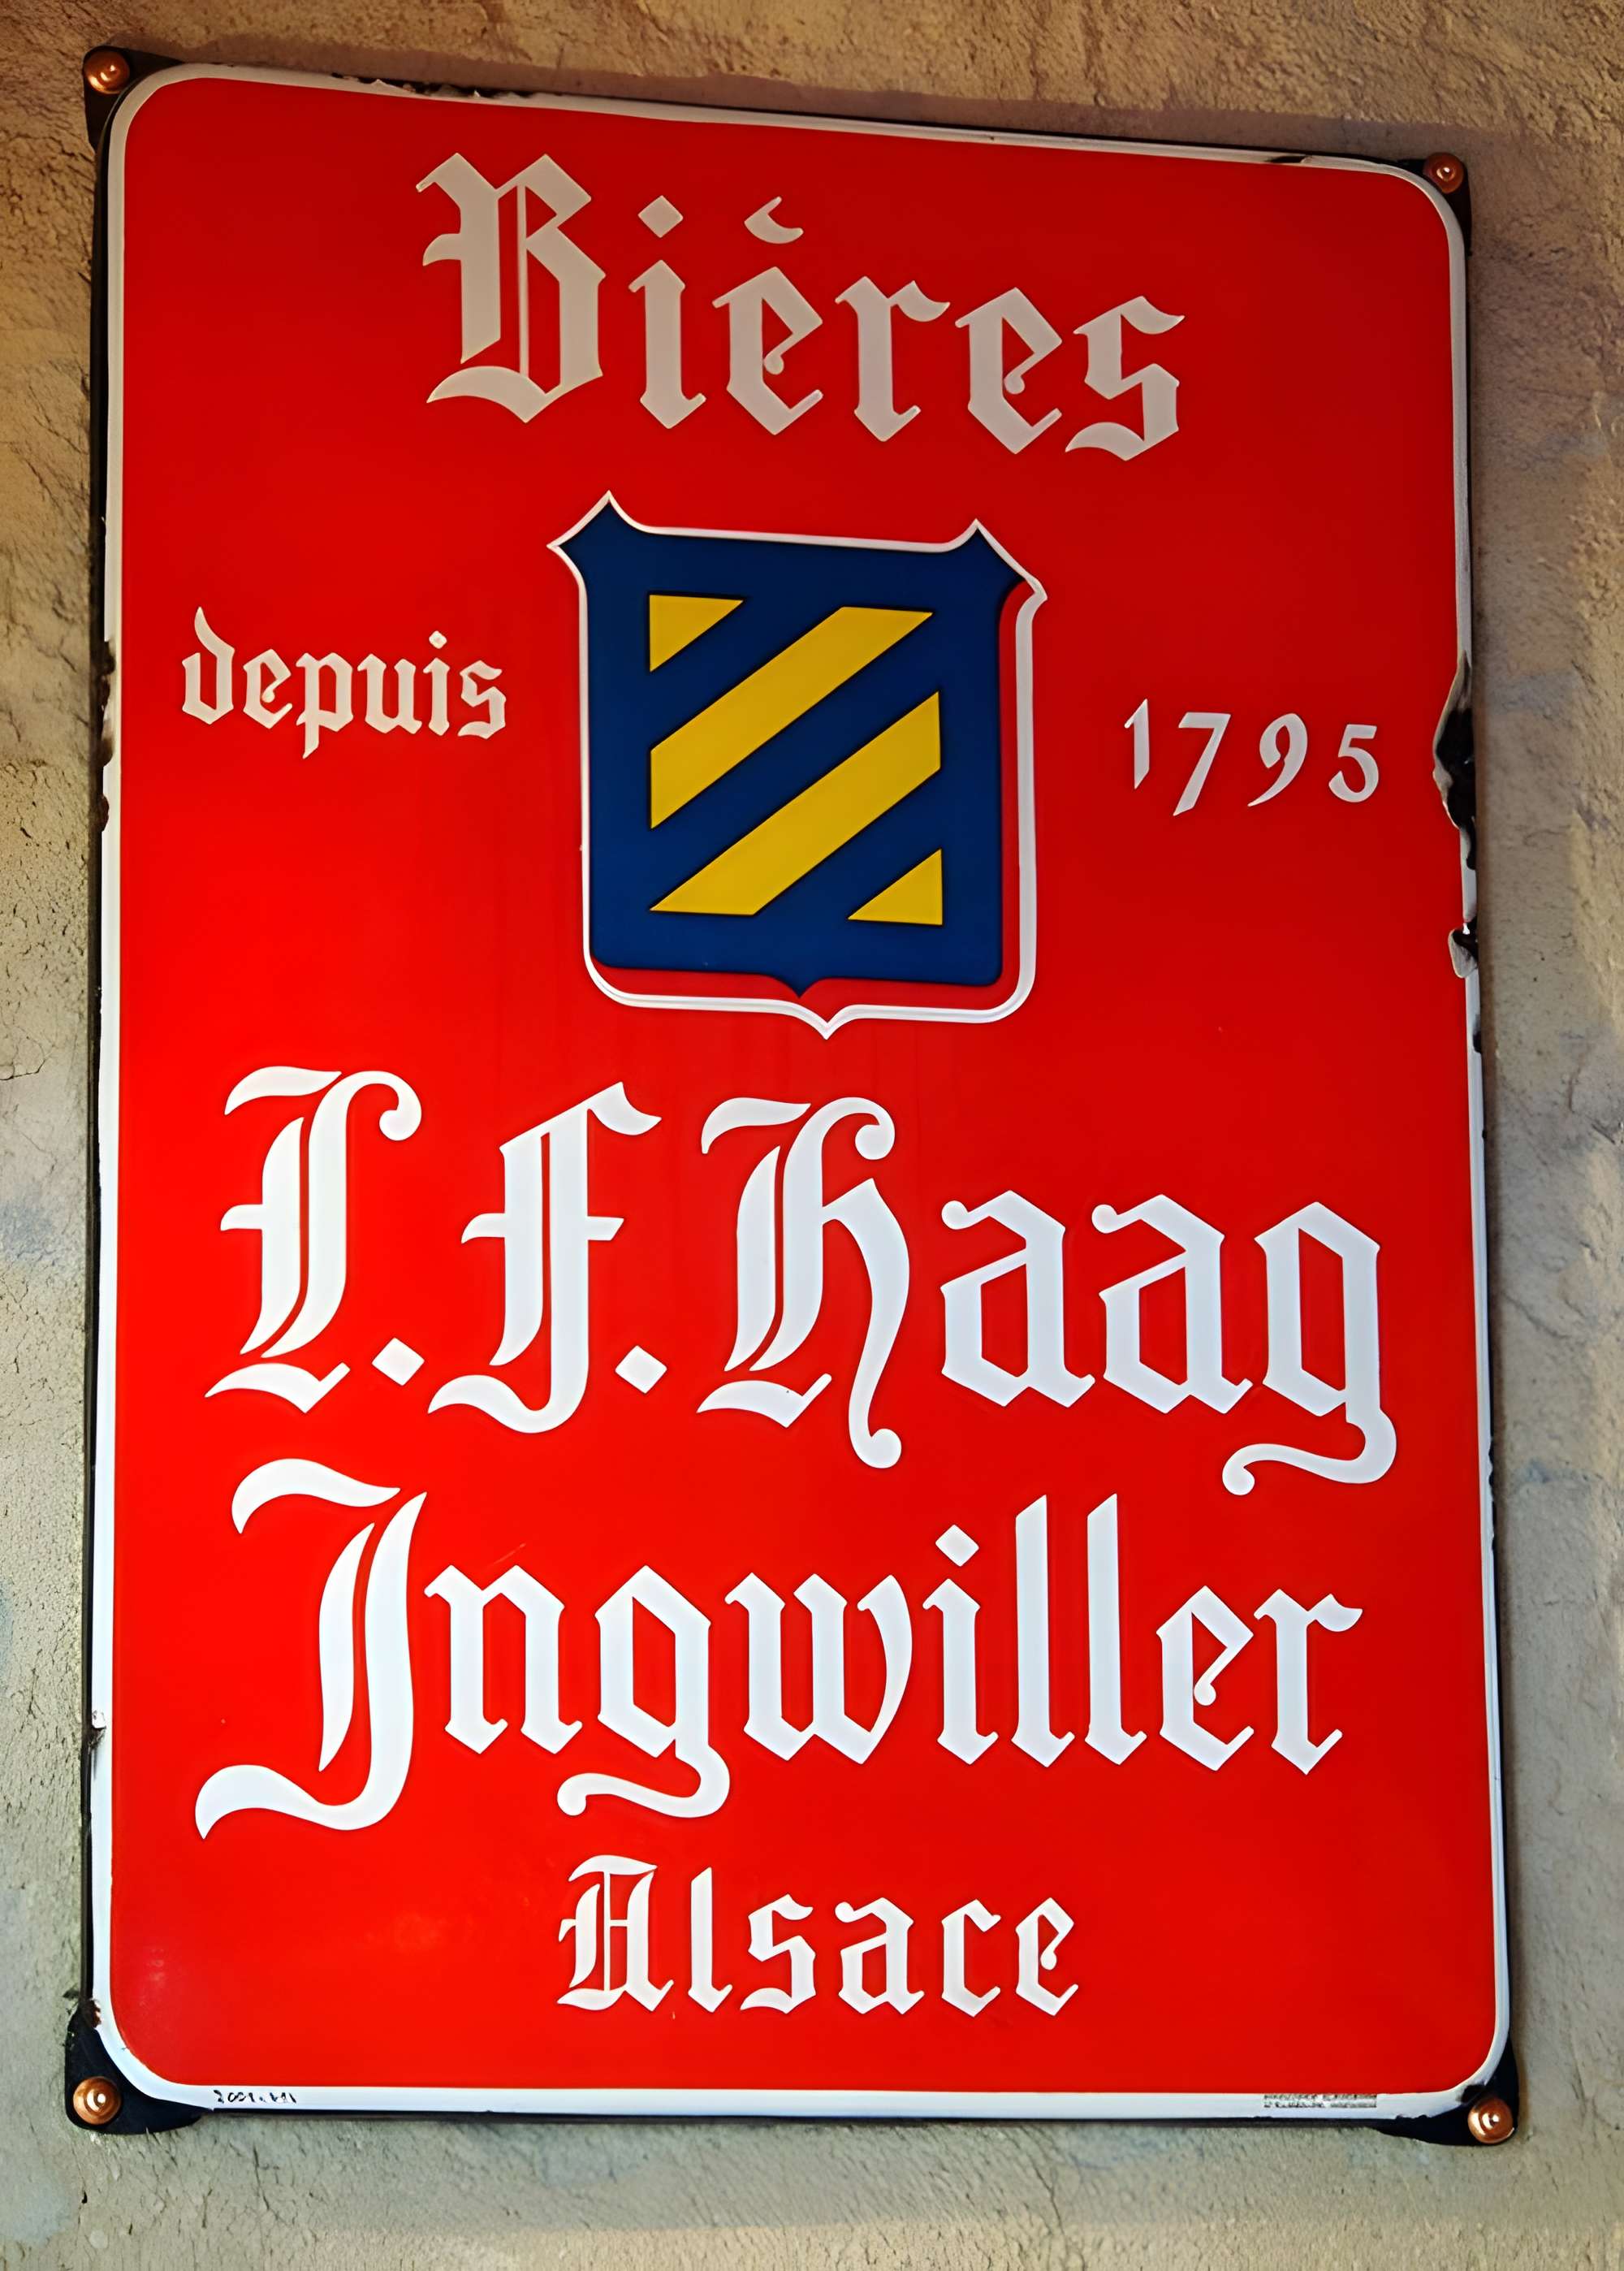 Bières
depuis 1795
L.F. Haag
Ingwiller
Alsace